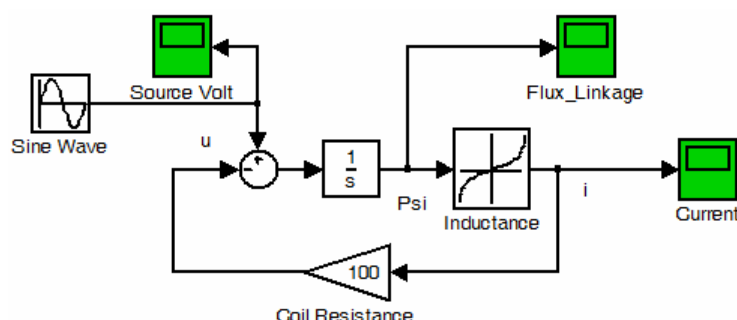 Source Volt
Flux_Linkage
Sine Wave
u
+
-
1
s
Psi
Inductance
i
Current
100
Coil Resistance